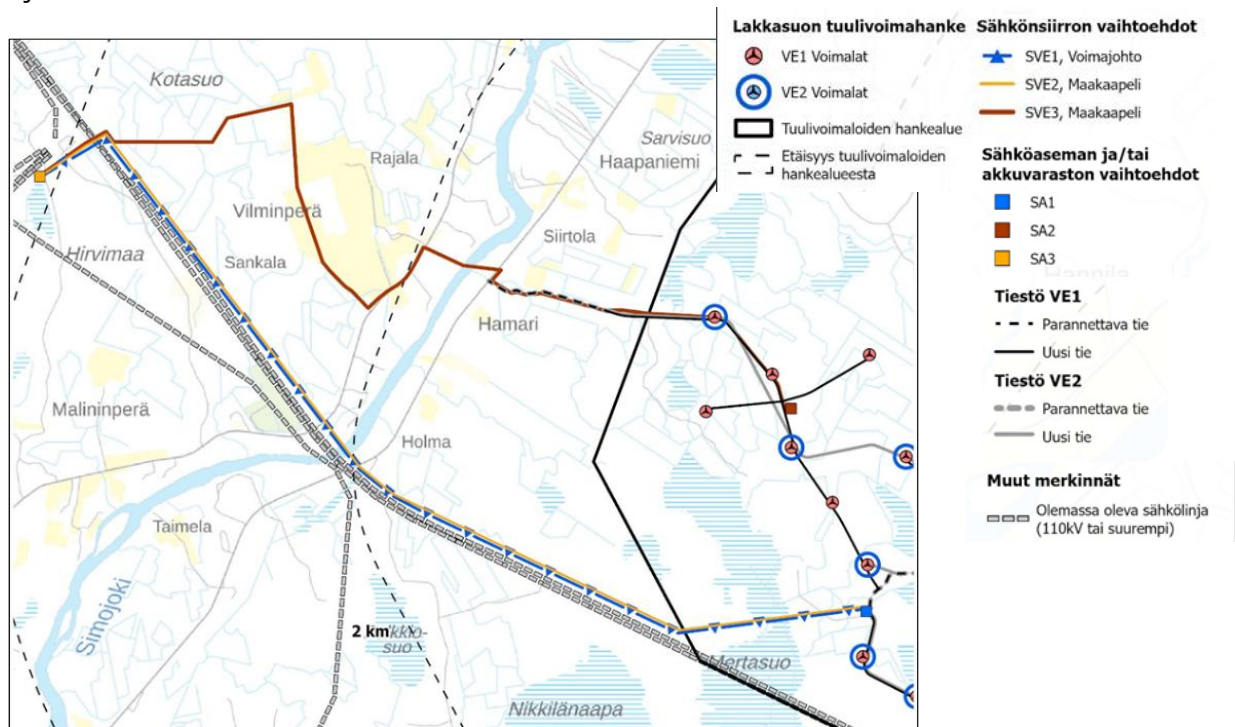 Lakkasuon tuulivoimahanke
VE1 Voimalat
VE2 Voimalat
Tuulivoimaloiden hankealue
Etäisyys tuulivoimaloiden
hankealueesta
Sähkönsiirron vaihtoehdot
SVE1, Voimajohto
SVE2, Maakaapeli
SVE3, Maakaapeli
Sähköaseman ja/tai
akkuvaraston vaihtoehdot
SA1
SA2
SA3
Tiestö VE1
Parannettava tie
Uusi tie
Tiestö VE2
Parannettava tie
Uusi tie
Muut merkinnät
Olemassa oleva sähkölinja
(110kV tai suurempi)
Kotasuo
Sarvisuo
Rajala
Haapaniemi
Vilminperä
Siirtola
Hirvimaa
Sankala
Hamari
Malininperä
Holma
Taimela
Simojoki
2 km
suo
Mertasuo
Nikkilänaapa